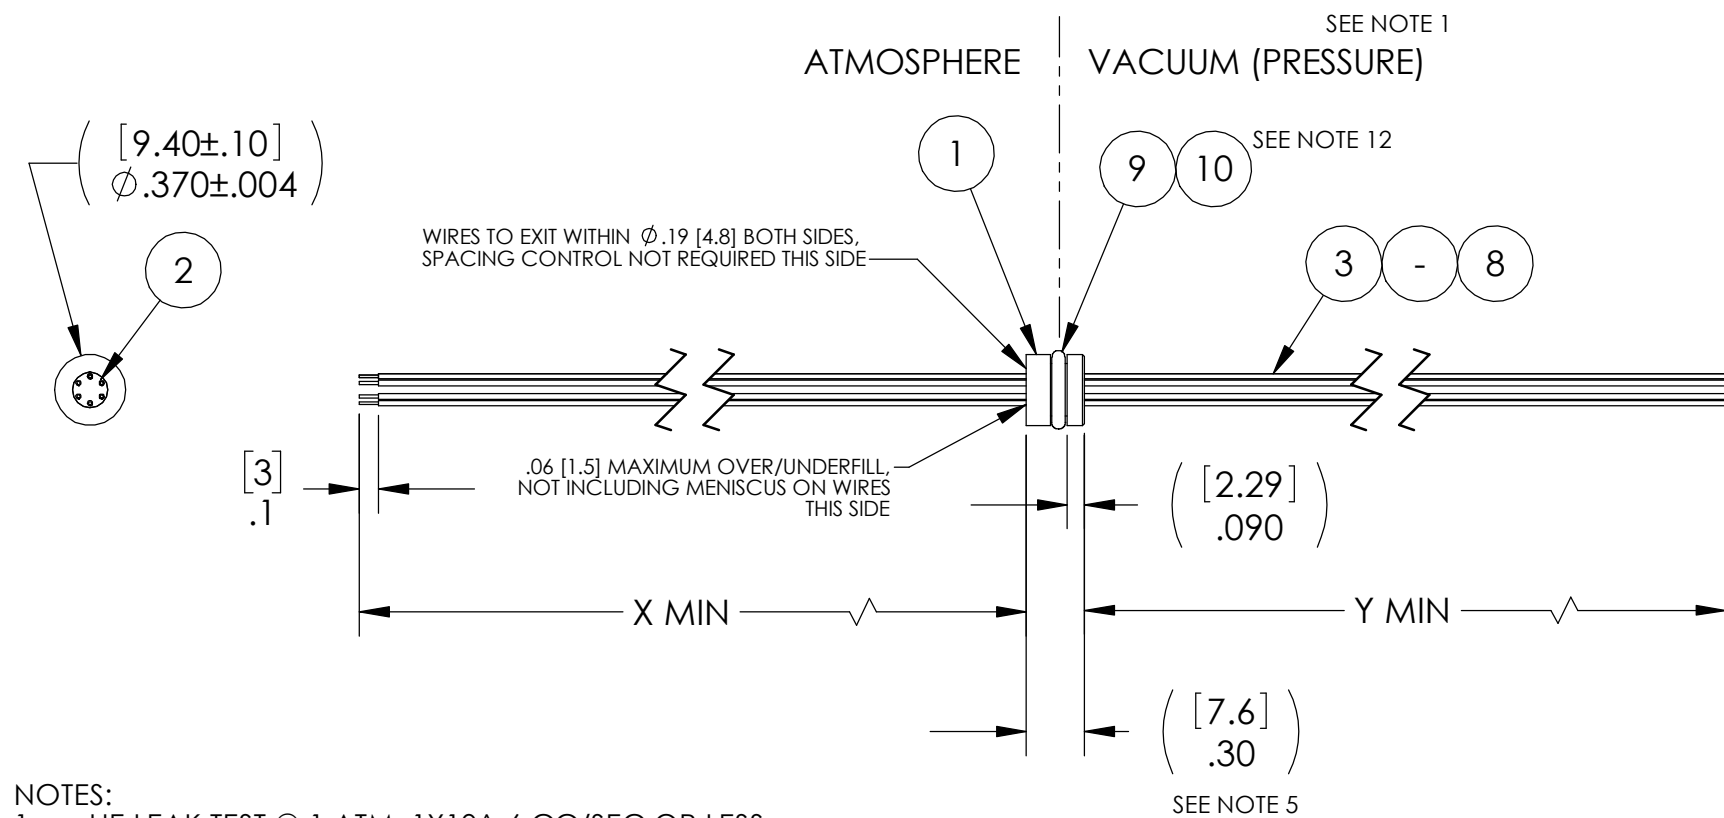 SEE NOTE 1
ATMOSPHERE
VACUUM (PRESSURE)
[9.40±.10]
Ø.370±.004
1
9
10
SEE NOTE 12
2
WIRES TO EXIT WITHIN Ø.19 [4.8] BOTH SIDES,
SPACING CONTROL NOT REQUIRED THIS SIDE
3
-
8
[3]
.1
.06 [1.5] MAXIMUM OVER/UNDERFILL,
NOT INCLUDING MENISCUS ON WIRES
THIS SIDE
[2.29]
.090
X MIN
Y MIN
[7.6]
.30
SEE NOTE 5
NOTES: